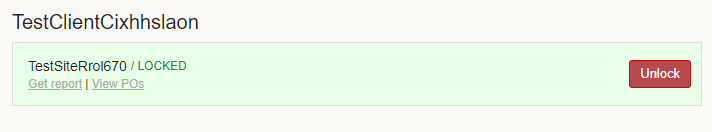 TestClientCixhhslaon
TestSiteRrol670 / LOCKED
Unlock
Get report | View POs